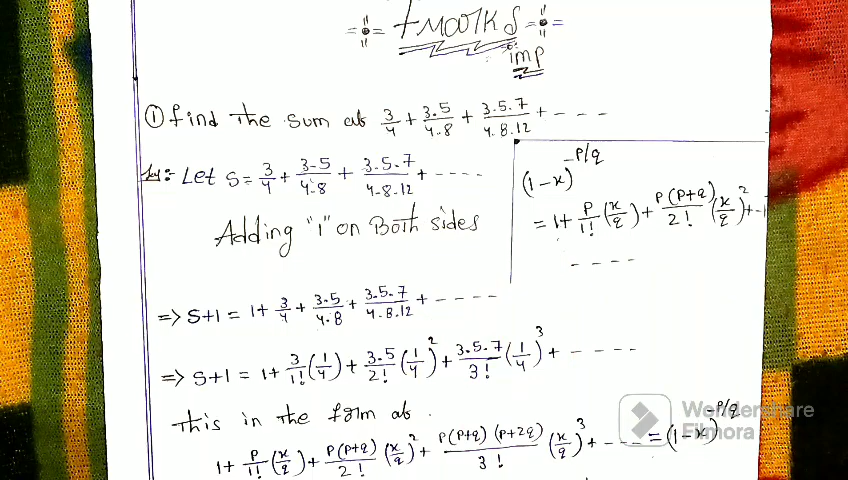 7 marks
imp
① find the sum of 3/4 + 3.5/4.8 + 3.5.7/4.8.12 + - - - -
Sol:- Let S = 3/4 + 3-5/4-8 + 3.5.7/4-8-12 + - - - -
(1-x)^-P/q
= 1 + P/1! (x/q) + P(P+q)/2! (x/q)^2 + - -
- - - -
Adding "1" on Both sides
=> S+1 = 1 + 3/4 + 3.5/4.8 + 3.5.7/4.8.12 + - - - - -
=> S+1 = 1 + 3/1! (1/4) + 3.5/2! (1/4)^2 + 3.5.7/3! (1/4)^3 + - - - - -
This in the form of.
1 + P/1! (x/q) + P(P+q)/2! (x/q)^2 + P(P+q)(P+2q)/3! (x/q)^3 + - - - - = (1-x)^-P/q
Wondershare
Filmora